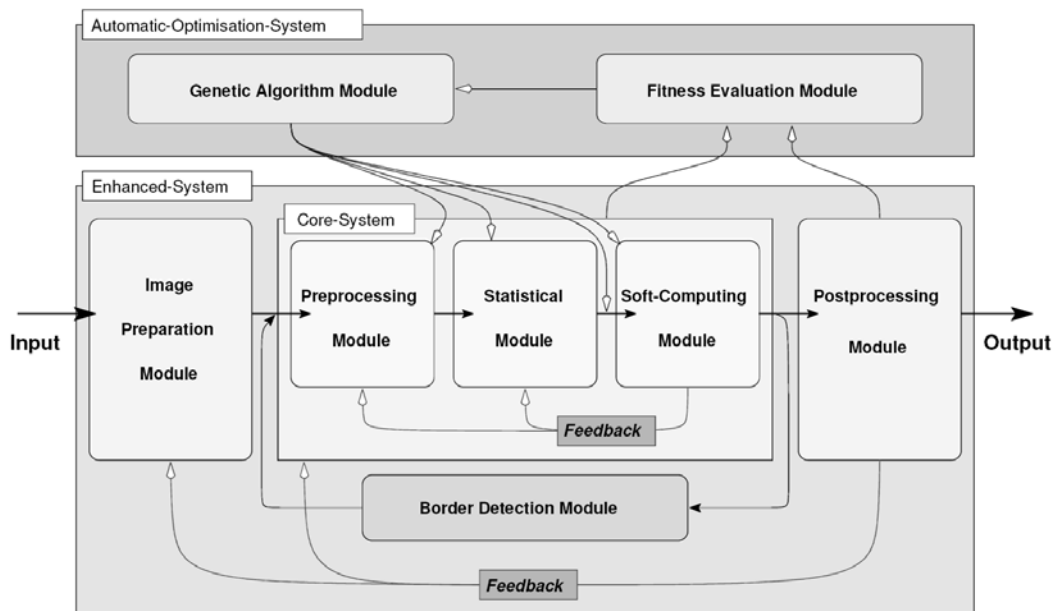 Automatic-Optimisation-System
Genetic Algorithm Module
Fitness Evaluation Module
Enhanced-System
Core-System
Input
Image
Preparation
Module
Preprocessing
Module
Statistical
Module
Soft-Computing
Module
Postprocessing
Module
Output
Feedback
Border Detection Module
Feedback